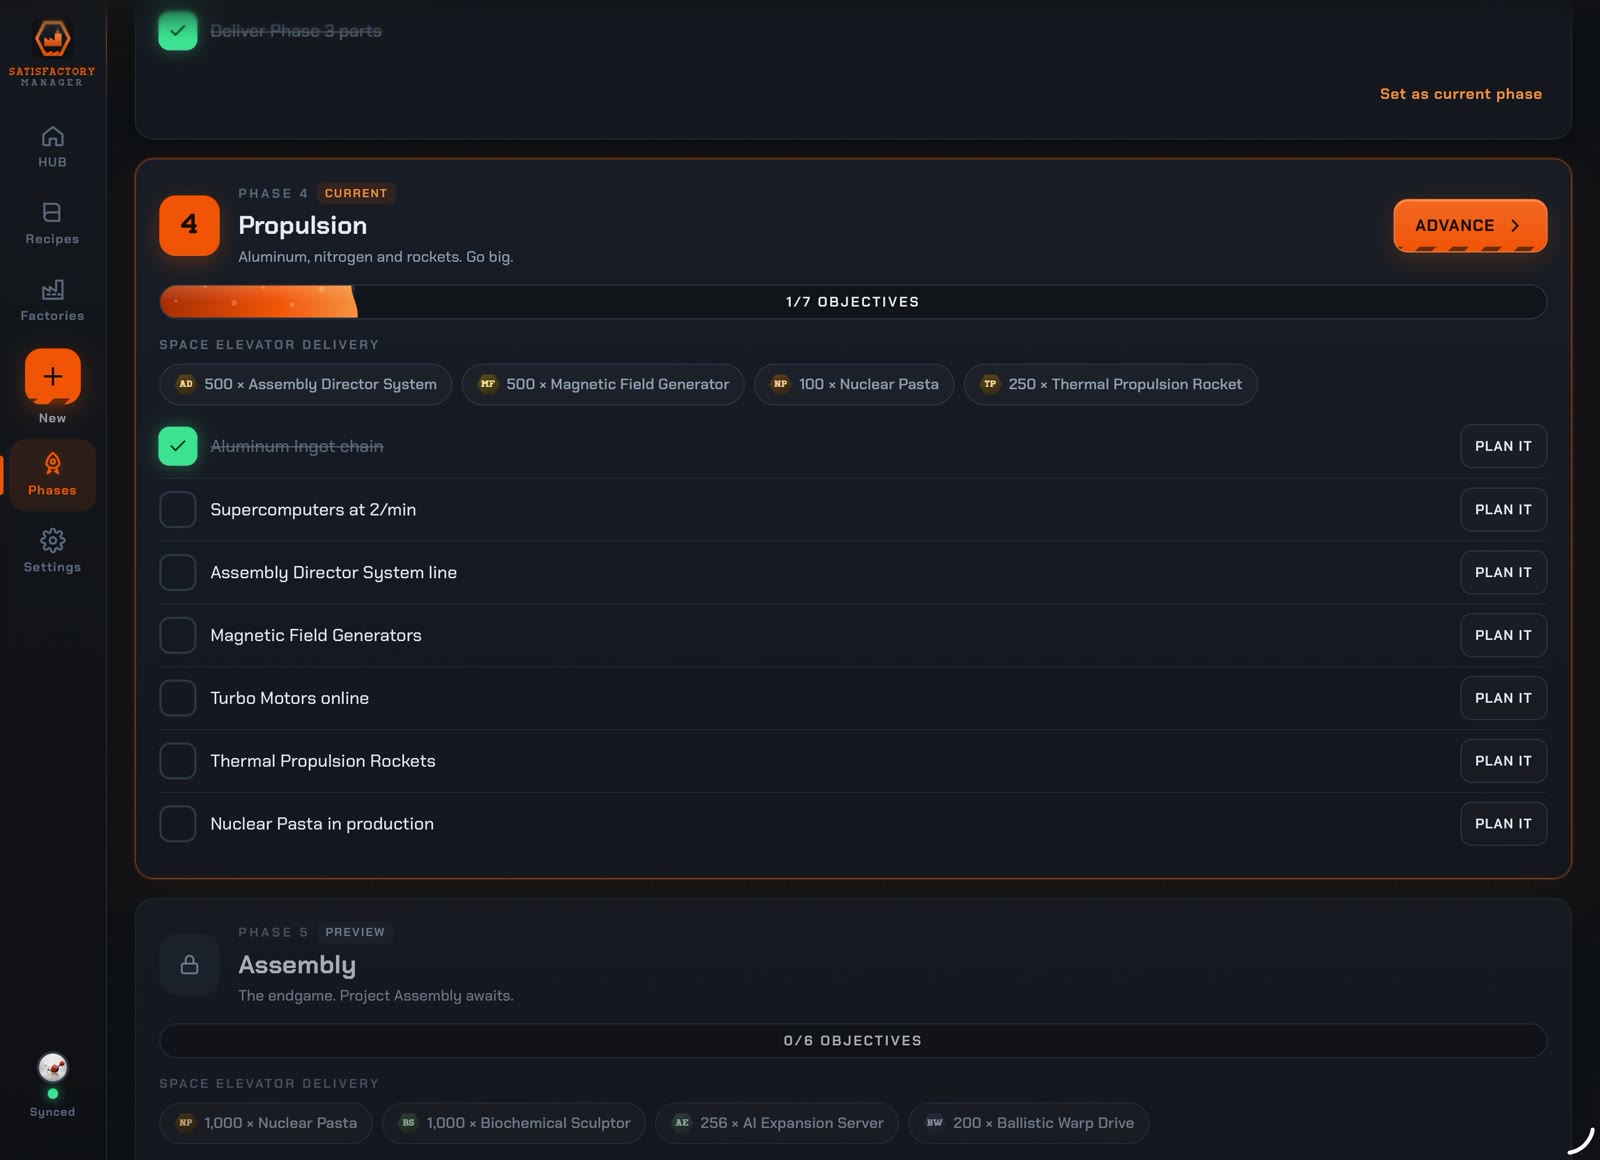 SATISFACTORY
MANAGER
HUB
Recipes
Factories
New
Phases
Settings
Synced
Deliver Phase 3 parts
Set as current phase
4
PHASE 4 CURRENT
Propulsion
Aluminum, nitrogen and rockets. Go big.
ADVANCE
1/7 OBJECTIVES
SPACE ELEVATOR DELIVERY
AD 500 × Assembly Director System MF 500 × Magnetic Field Generator NP 100 × Nuclear Pasta TP 250 × Thermal Propulsion Rocket
Aluminum Ingot chain PLAN IT
Supercomputers at 2/min PLAN IT
Assembly Director System line PLAN IT
Magnetic Field Generators PLAN IT
Turbo Motors online PLAN IT
Thermal Propulsion Rockets PLAN IT
Nuclear Pasta in production PLAN IT
PHASE 5 PREVIEW
Assembly
The endgame. Project Assembly awaits.
0/6 OBJECTIVES
SPACE ELEVATOR DELIVERY
NP 1,000 × Nuclear Pasta BS 1,000 × Biochemical Sculptor AE 256 × AI Expansion Server BW 200 × Ballistic Warp Drive